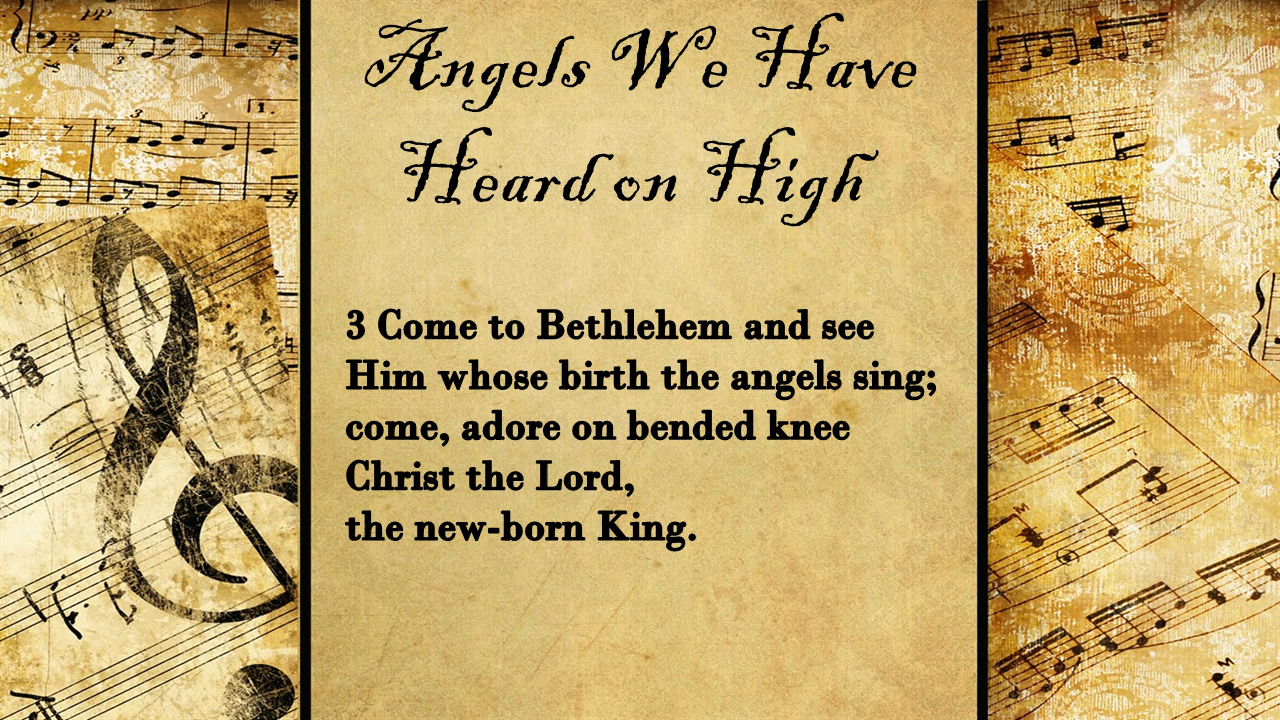 Angels We Have
Heard on High
3 Come to Bethlehem and see
Him whose birth the angels sing;
come, adore on bended knee
Christ the Lord,
the new-born King.